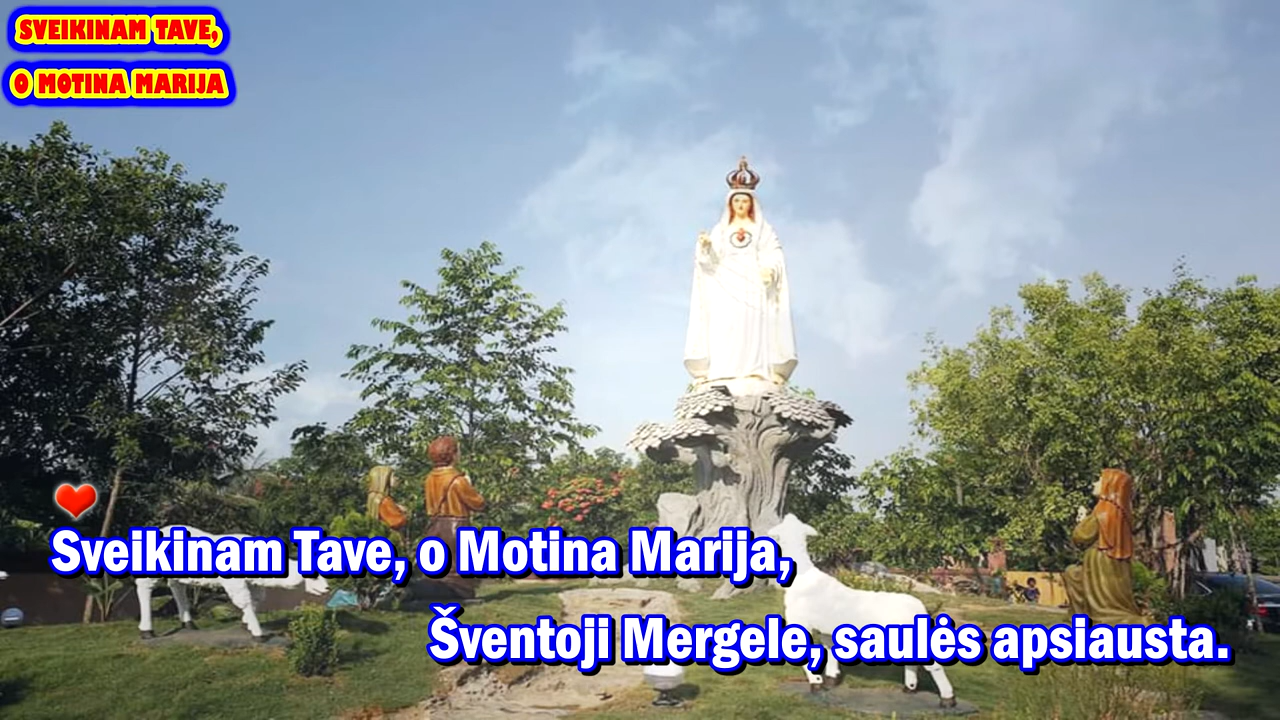 SVEIKINAM TAVE,
O MOTINA MARIJA
Sveikinam Tave, o Motina Marija,
Šventoji Mergele, saulės apsiausta.